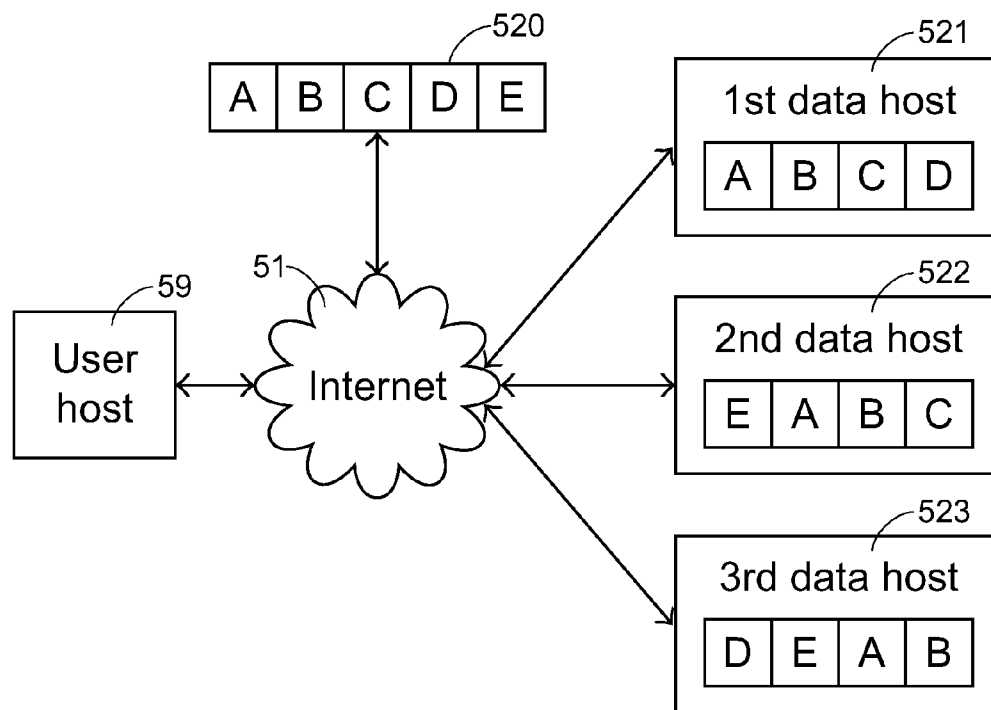 520
A B C D E
521
1st data host
A B C D
51
59
User
host
Internet
522
2nd data host
E A B C
523
3rd data host
D E A B